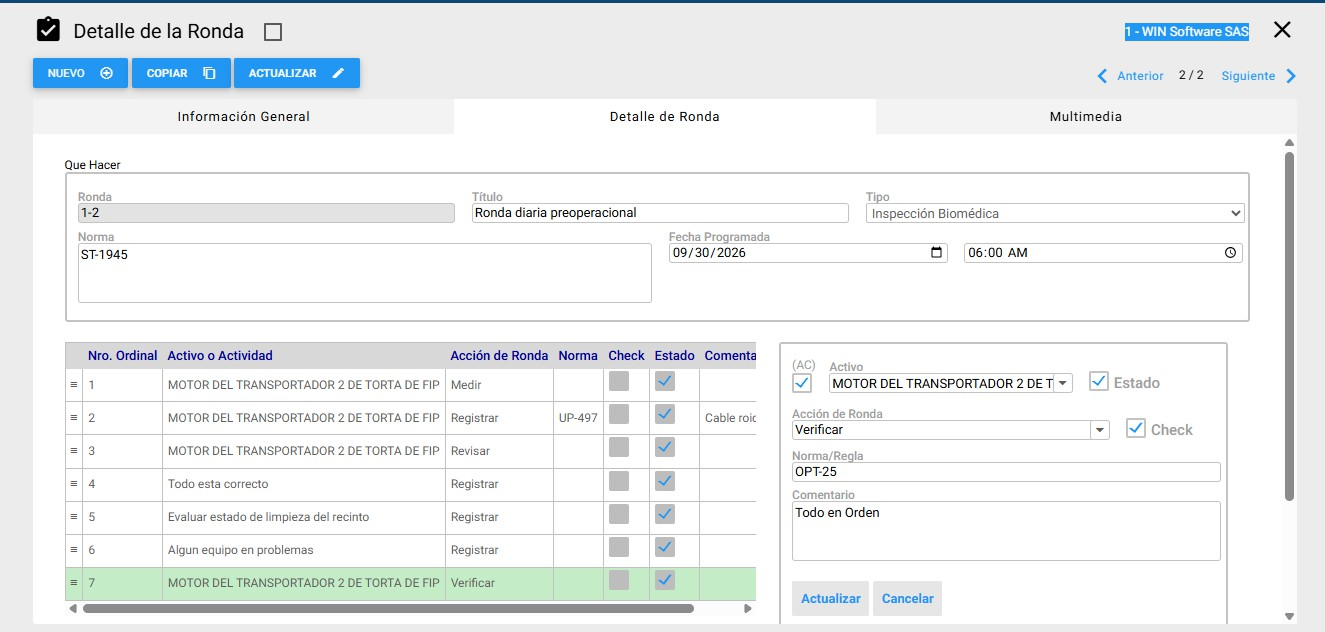 Detalle de la Ronda
1 - WIN Software SAS
NUEVO COPIAR ACTUALIZAR
Anterior 2 / 2 Siguiente
Información General Detalle de Ronda Multimedia
Que Hacer
Ronda Título Tipo
1-2 Ronda diaria preoperacional Inspección Biomédica
Norma Fecha Programada
ST-1945 09/30/2026 06:00 AM
Nro. Ordinal Activo o Actividad Acción de Ronda Norma Check Estado Comenta
1 MOTOR DEL TRANSPORTADOR 2 DE TORTA DE FIP Medir
2 MOTOR DEL TRANSPORTADOR 2 DE TORTA DE FIP Registrar UP-497 Cable roid
3 MOTOR DEL TRANSPORTADOR 2 DE TORTA DE FIP Revisar
4 Todo esta correcto Registrar
5 Evaluar estado de limpieza del recinto Registrar
6 Algun equipo en problemas Registrar
7 MOTOR DEL TRANSPORTADOR 2 DE TORTA DE FIP Verificar
(AC) Activo
MOTOR DEL TRANSPORTADOR 2 DE T Estado
Acción de Ronda
Verificar Check
Norma/Regla
OPT-25
Comentario
Todo en Orden
Actualizar Cancelar